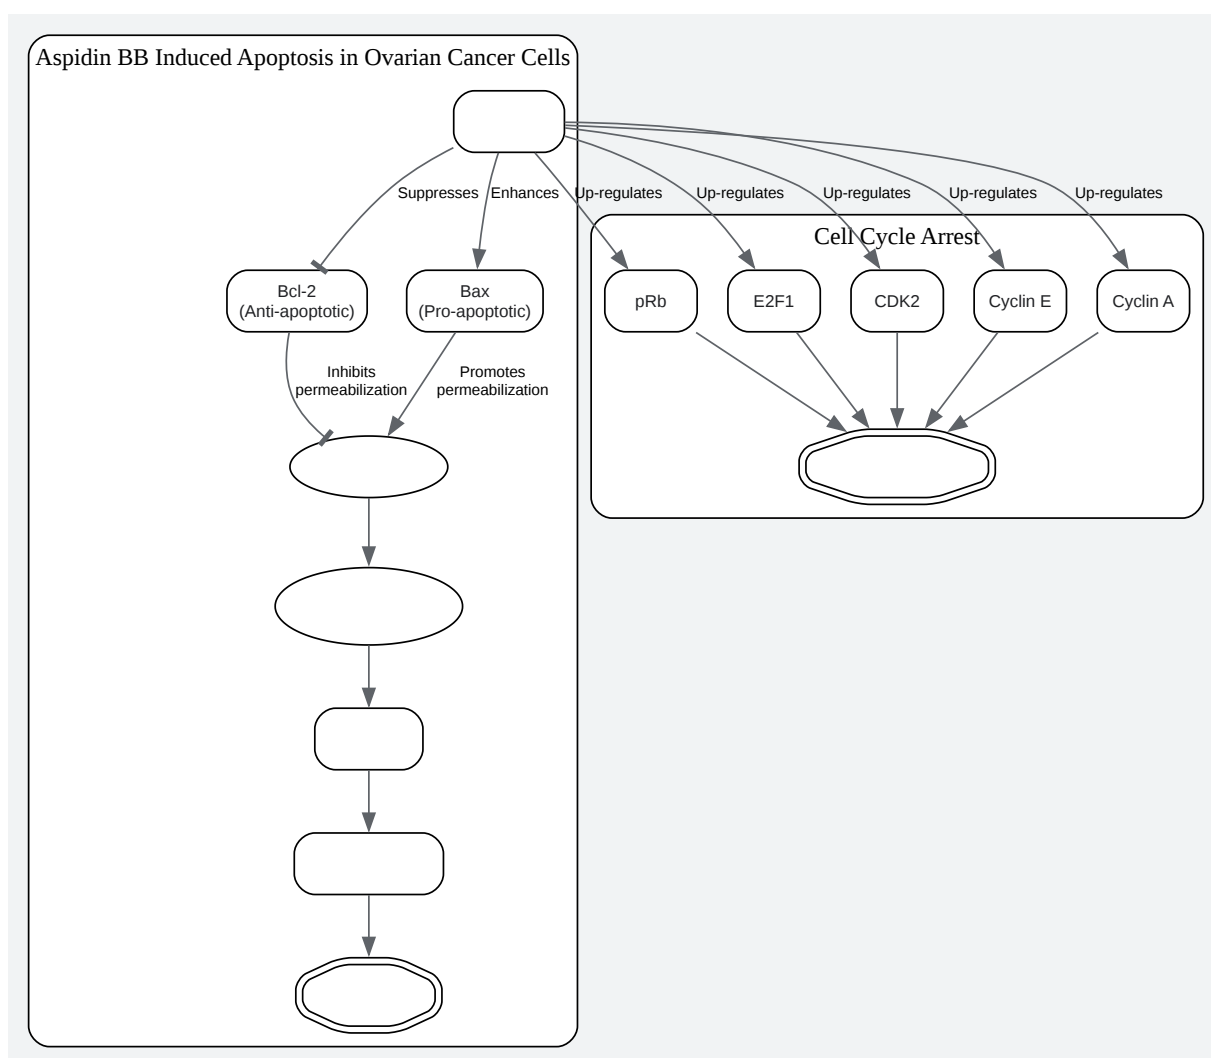 Aspidin BB Induced Apoptosis in Ovarian Cancer Cells
Suppresses
Enhances
Up-regulates
Up-regulates
Up-regulates
Up-regulates
Up-regulates
Cell Cycle Arrest
Bcl-2
(Anti-apoptotic)
Bax
(Pro-apoptotic)
pRb
E2F1
CDK2
Cyclin E
Cyclin A
Inhibits
permeabilization
Promotes
permeabilization